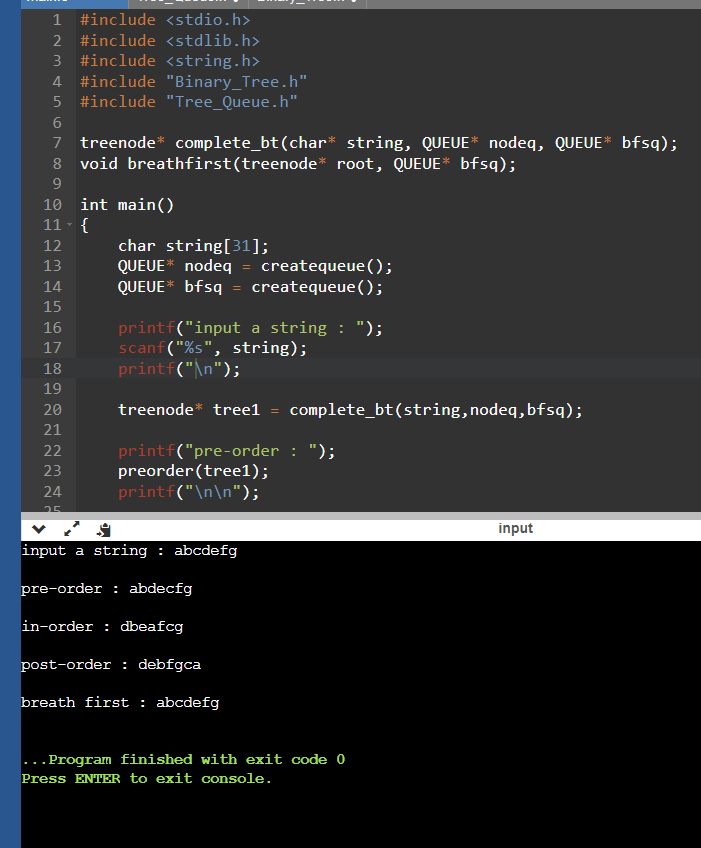 1 #include <stdio.h>
2 #include <stdlib.h>
3 #include <string.h>
4 #include "Binary_Tree.h"
5 #include "Tree_Queue.h"
6
7 treenode* complete_bt(char* string, QUEUE* nodeq, QUEUE* bfsq);
8 void breathfirst(treenode* root, QUEUE* bfsq);
9
10 int main()
11 {
12 char string[31];
13 QUEUE* nodeq = createqueue();
14 QUEUE* bfsq = createqueue();
15
16 printf("input a string : ");
17 scanf("%s", string);
18 printf("\n");
19
20 treenode* tree1 = complete_bt(string,nodeq,bfsq);
21
22 printf("pre-order : ");
23 preorder(tree1);
24 printf("\n\n");
25
input
input a string : abcdefg
pre-order : abdecfg
in-order : dbeafcg
post-order : debfgca
breath first : abcdefg
...Program finished with exit code 0
Press ENTER to exit console.